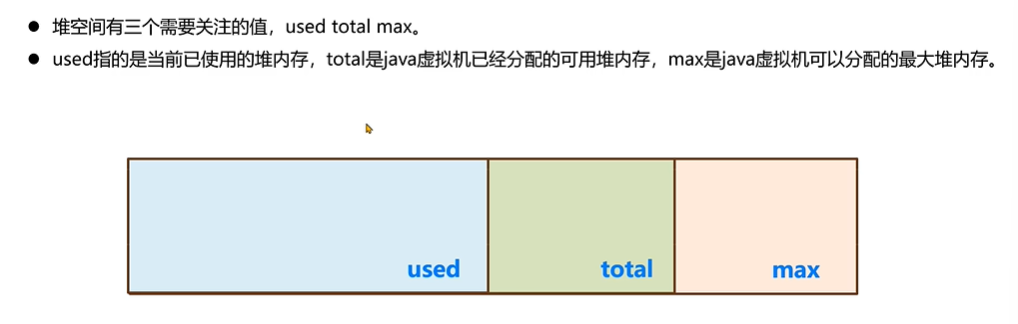 ● 堆空间有三个需要关注的值，used total max。
● used指的是当前已使用的堆内存，total是java虚拟机已经分配的可用堆内存，max是java虚拟机可以分配的最大堆内存。
used total max